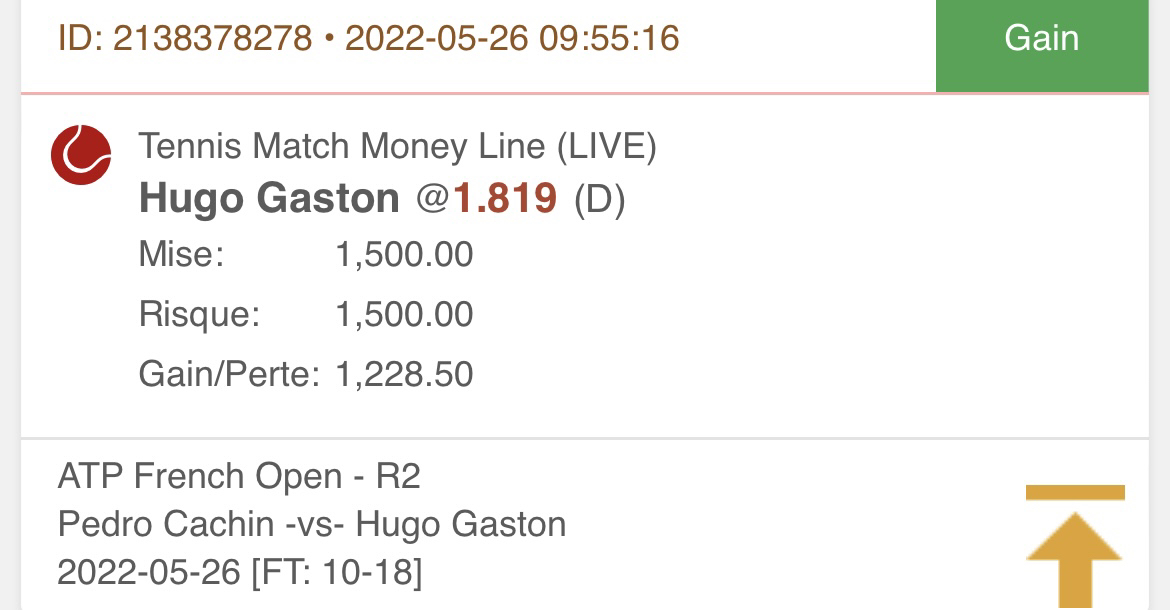 ID: 2138378278 • 2022-05-26 09:55:16
Gain
Tennis Match Money Line (LIVE)
Hugo Gaston @1.819 (D)
Mise: 1,500.00
Risque: 1,500.00
Gain/Perte: 1,228.50
ATP French Open - R2
Pedro Cachin -vs- Hugo Gaston
2022-05-26 [FT: 10-18]